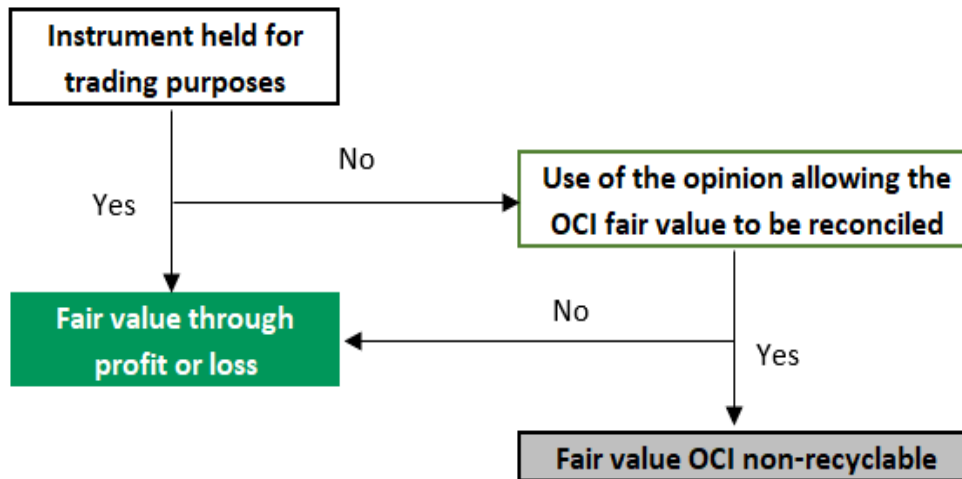 Instrument held for
trading purposes
No
Yes
Use of the opinion allowing the
OCI fair value to be reconciled
Fair value through
profit or loss
No
Yes
Fair value OCI non-recyclable